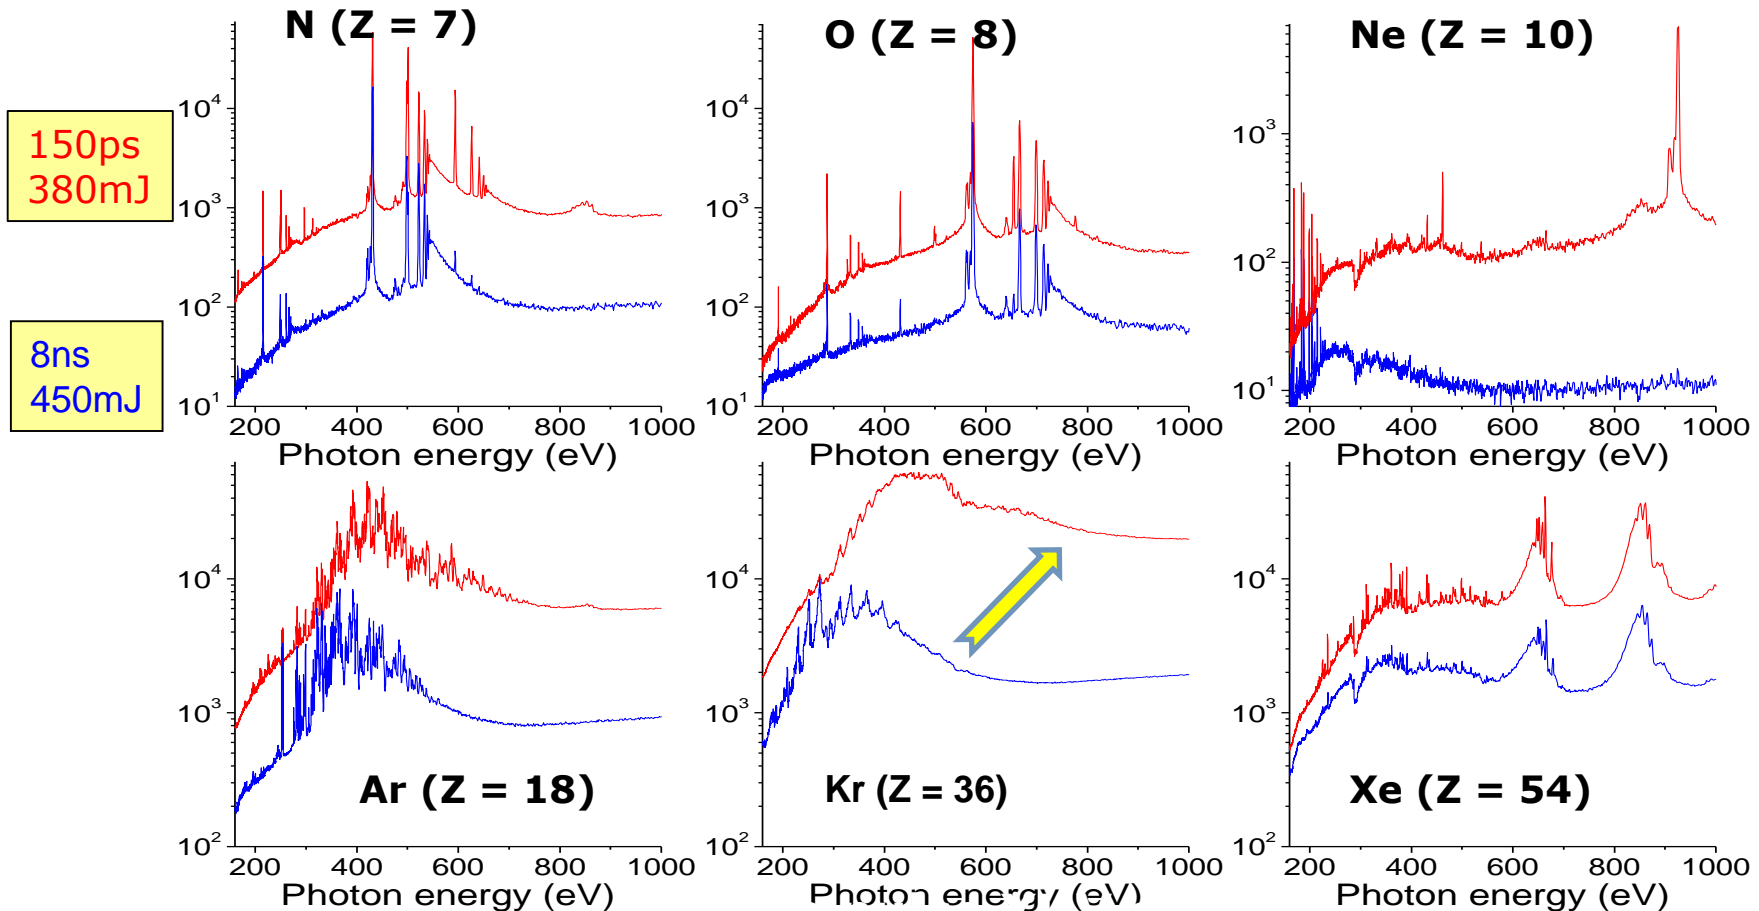 N (Z = 7)
O (Z = 8)
Ne (Z = 10)
150ps
380mJ
8ns
450mJ
10⁴
10³
10²
10¹
200 400 600 800 1000
Photon energy (eV)
10⁴
10³
10²
10¹
200 400 600 800 1000
Photon energy (eV)
10³
10²
10¹
200 400 600 800 1000
Photon energy (eV)
10⁴
10³
10²
Ar (Z = 18)
200 400 600 800 1000
Photon energy (eV)
10⁴
10³
10²
Kr (Z = 36)
200 400 600 800 1000
Photon energy (eV)
10⁴
10³
10²
Xe (Z = 54)
200 400 600 800 1000
Photon energy (eV)